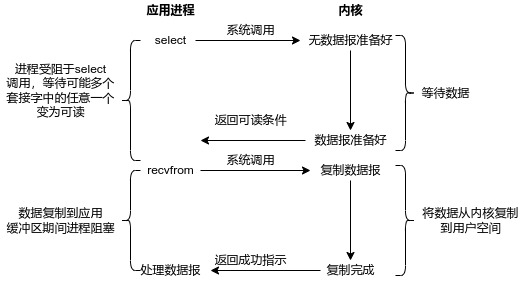 应用进程
内核
select
系统调用
无数据报准备好
进程受阻于select
调用，等待可能多个
套接字中的任意一个
变为可读
等待数据
返回可读条件
数据报准备好
recvfrom
系统调用
复制数据报
数据复制到应用
缓冲区期间进程阻塞
将数据从内核复制
到用户空间
处理数据报
返回成功指示
复制完成